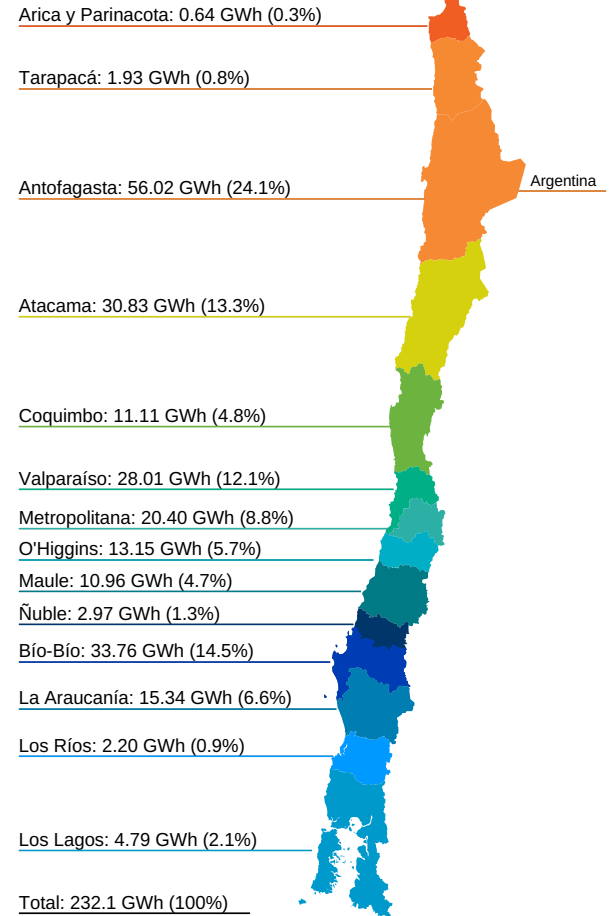 Arica y Parinacota: 0.64 GWh (0.3%)
Tarapacá: 1.93 GWh (0.8%)
Argentina
Antofagasta: 56.02 GWh (24.1%)
Atacama: 30.83 GWh (13.3%)
Coquimbo: 11.11 GWh (4.8%)
Valparaíso: 28.01 GWh (12.1%)
Metropolitana: 20.40 GWh (8.8%)
O'Higgins: 13.15 GWh (5.7%)
Maule: 10.96 GWh (4.7%)
Ñuble: 2.97 GWh (1.3%)
Bío-Bío: 33.76 GWh (14.5%)
La Araucanía: 15.34 GWh (6.6%)
Los Ríos: 2.20 GWh (0.9%)
Los Lagos: 4.79 GWh (2.1%)
Total: 232.1 GWh (100%)